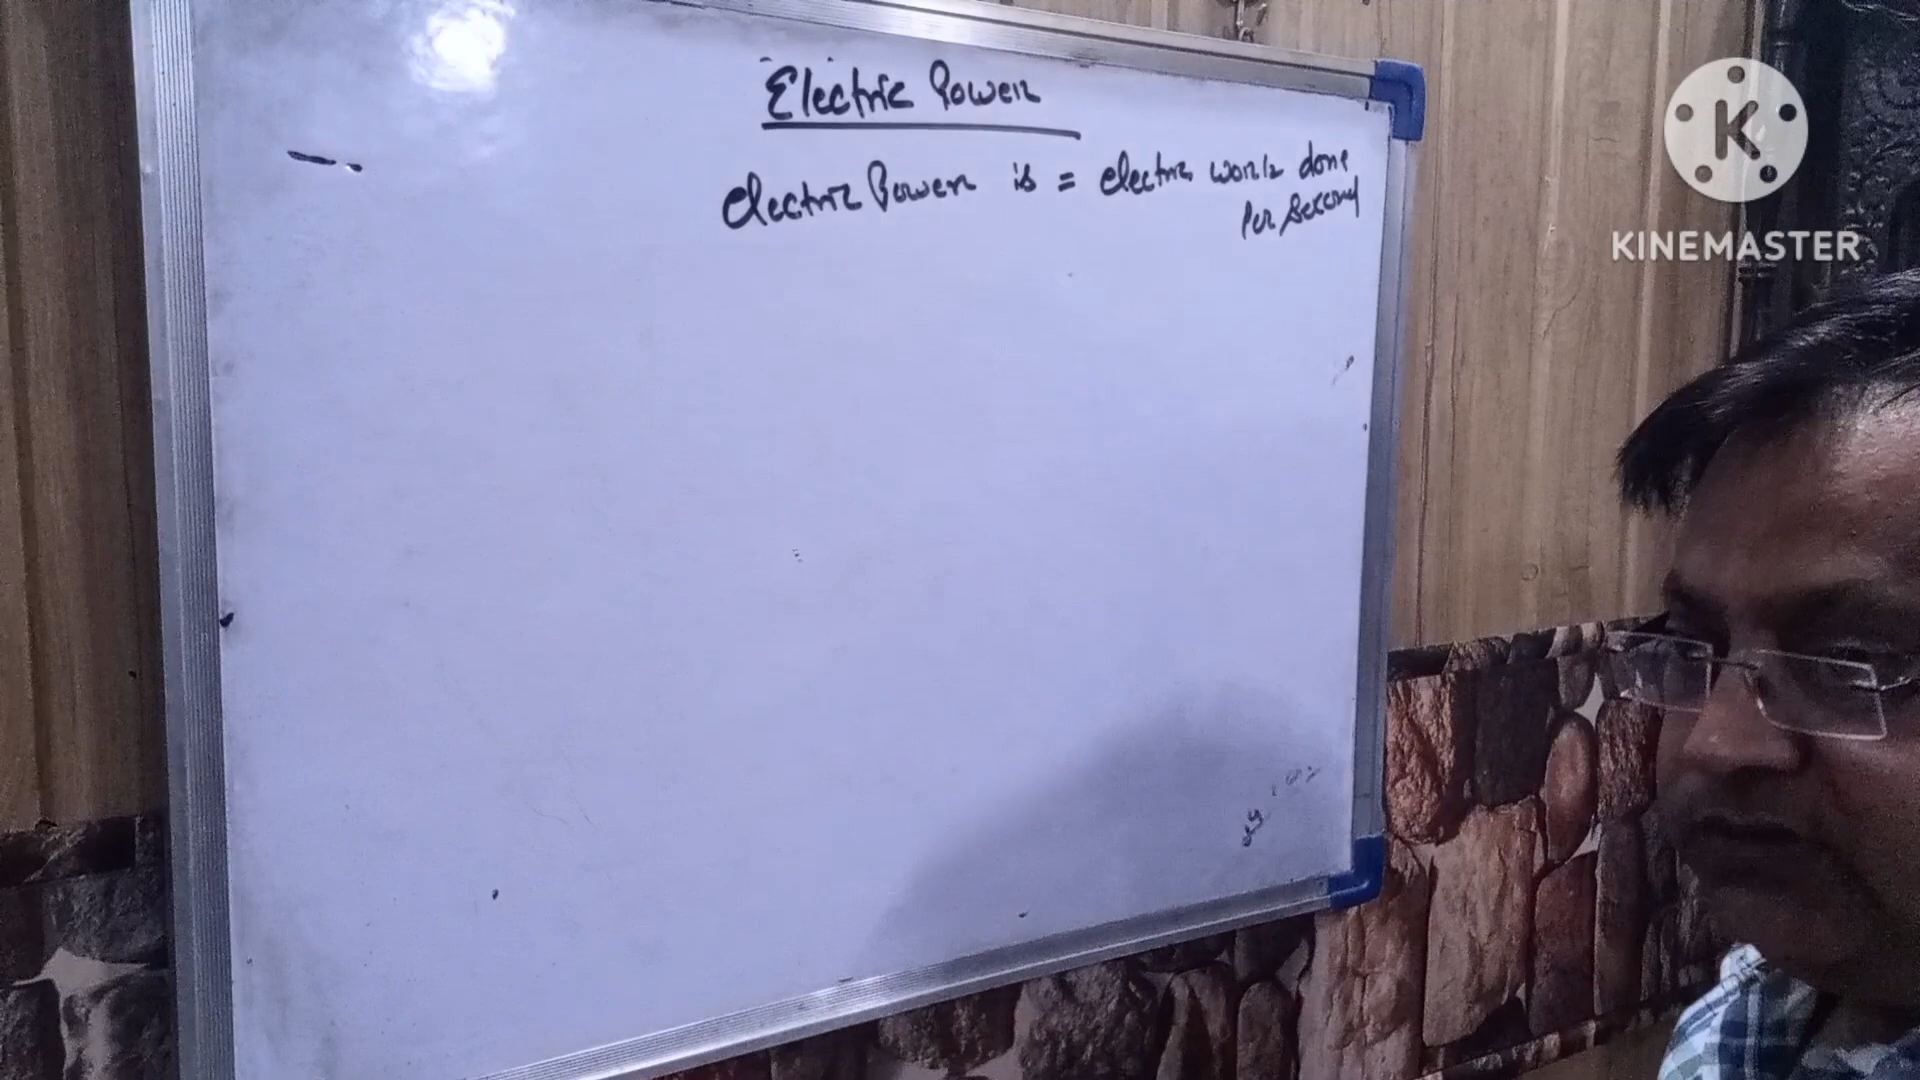 Electric Power
electric Power is = electric work done
Per Second
KINEMASTER